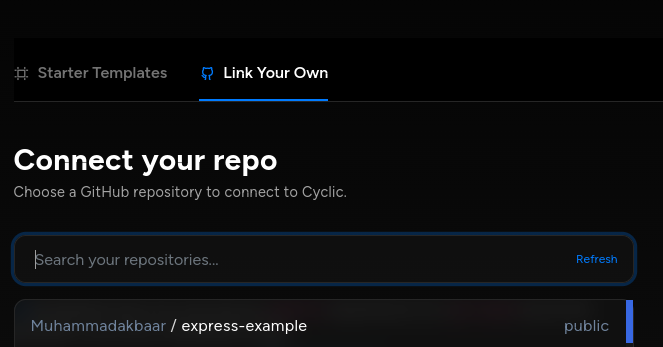 Starter Templates
Link Your Own
Connect your repo
Choose a GitHub repository to connect to Cyclic.
Search your repositories...
Refresh
Muhammadakbaar / express-example
public